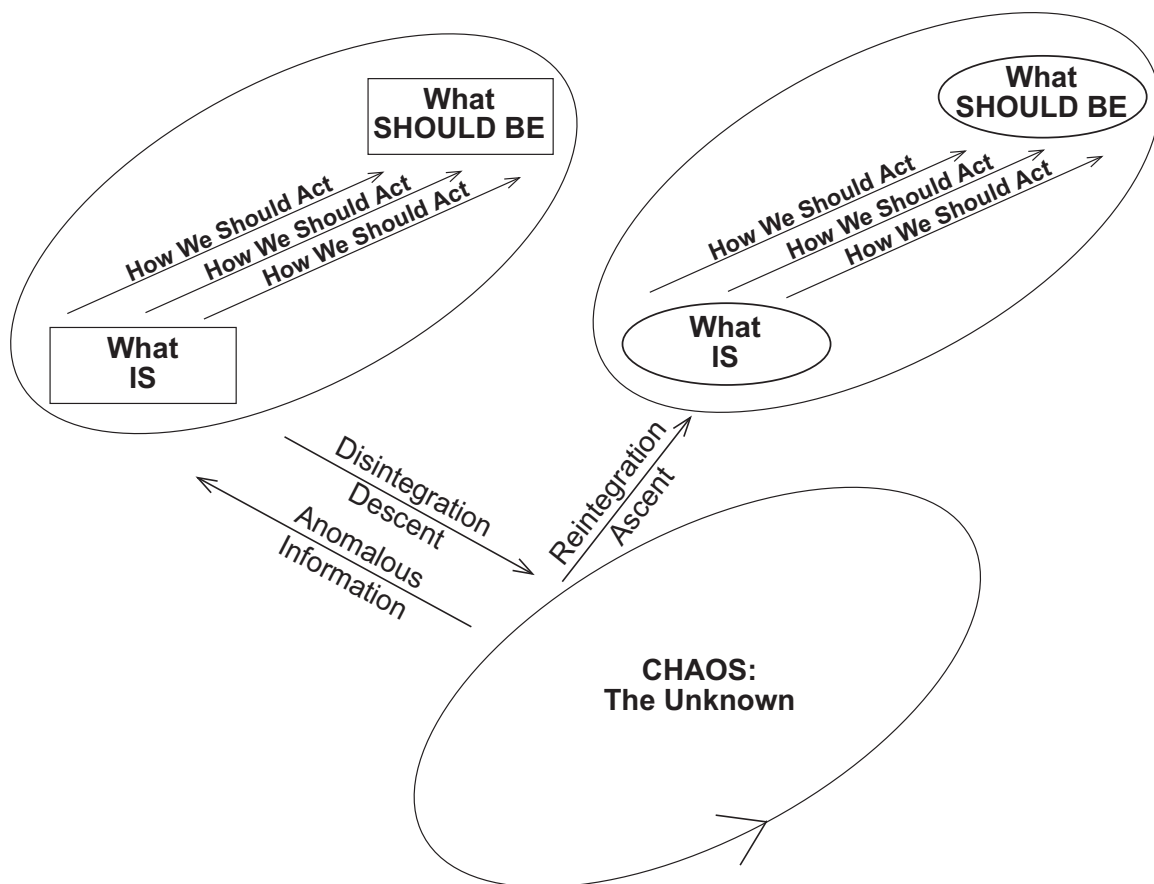 What
SHOULD BE
How We Should Act
How We Should Act
How We Should Act
What
IS
What
SHOULD BE
How We Should Act
How We Should Act
How We Should Act
What
IS
Disintegration
Descent
Anomalous
Information
Reintegration
Ascent
CHAOS:
The Unknown